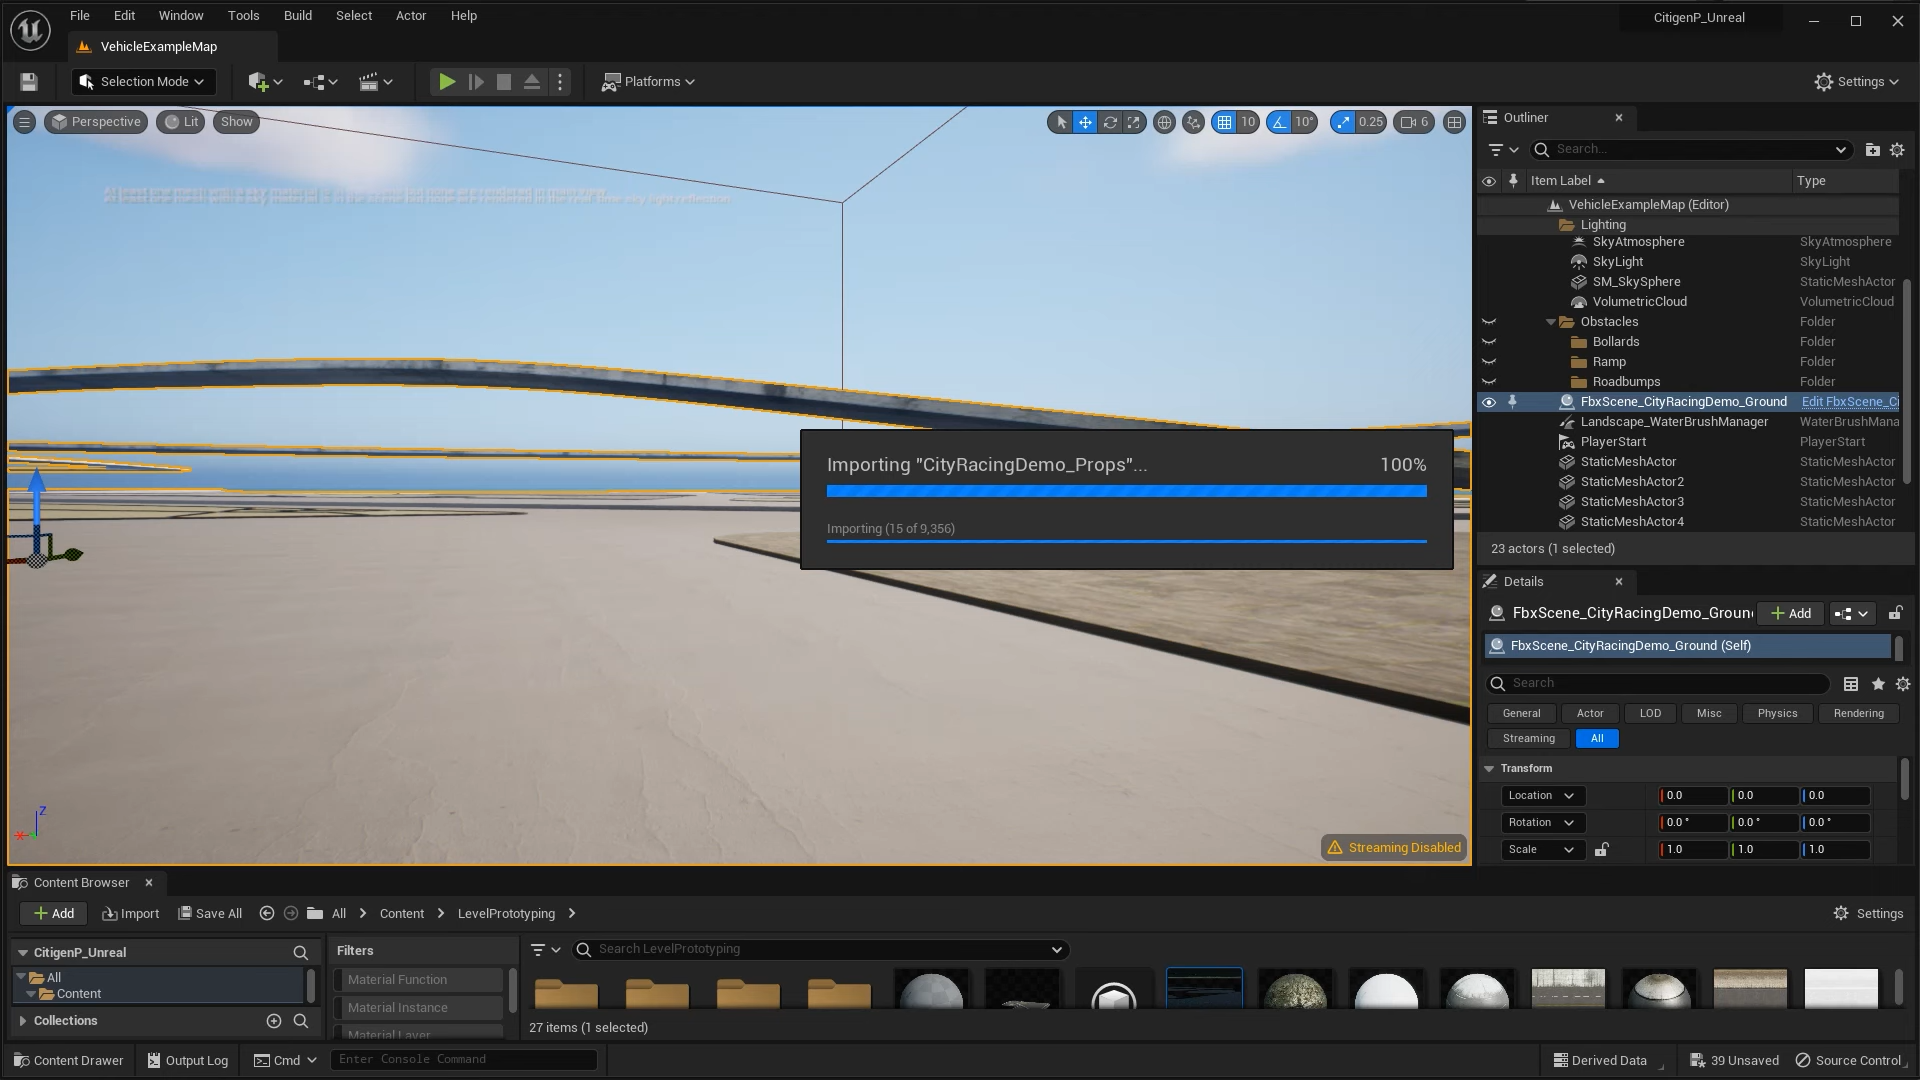 File Edit Window Tools Build Select Actor Help
CitigenP_Unreal
VehicleExampleMap
Selection Mode
Platforms
Settings
Perspective Lit Show
10 10° 0.25 6
Outliner
Search...
Item Label Type
VehicleExampleMap (Editor)
Lighting
SkyAtmosphere SkyAtmosphere
SkyLight SkyLight
SM_SkySphere StaticMeshActor
VolumetricCloud VolumetricCloud
Obstacles Folder
Bollards Folder
Ramp Folder
Roadbumps Folder
FbxScene_CityRacingDemo_Ground Edit FbxScene_Ci
Landscape_WaterBrushManager WaterBrushMana
PlayerStart PlayerStart
StaticMeshActor StaticMeshActor
StaticMeshActor2 StaticMeshActor
StaticMeshActor3 StaticMeshActor
StaticMeshActor4 StaticMeshActor
23 actors (1 selected)
Importing "CityRacingDemo_Props"... 100%
Importing (15 of 9,356)
Z
X
Streaming Disabled
Details
FbxScene_CityRacingDemo_Groun
Add
FbxScene_CityRacingDemo_Ground (Self)
Search
General Actor LOD Misc Physics Rendering
Streaming All
Transform
Location 0.0 0.0 0.0
Rotation 0.0 ° 0.0 ° 0.0 °
Scale 1.0 1.0 1.0
Content Browser
Add Import Save All All Content LevelPrototyping Settings
CitigenP_Unreal
All
Content
Collections
Filters
Material Function
Material Instance
Material Layer
Search LevelPrototyping
27 items (1 selected)
Content Drawer Output Log Cmd Enter Console Command Derived Data 39 Unsaved Source Control